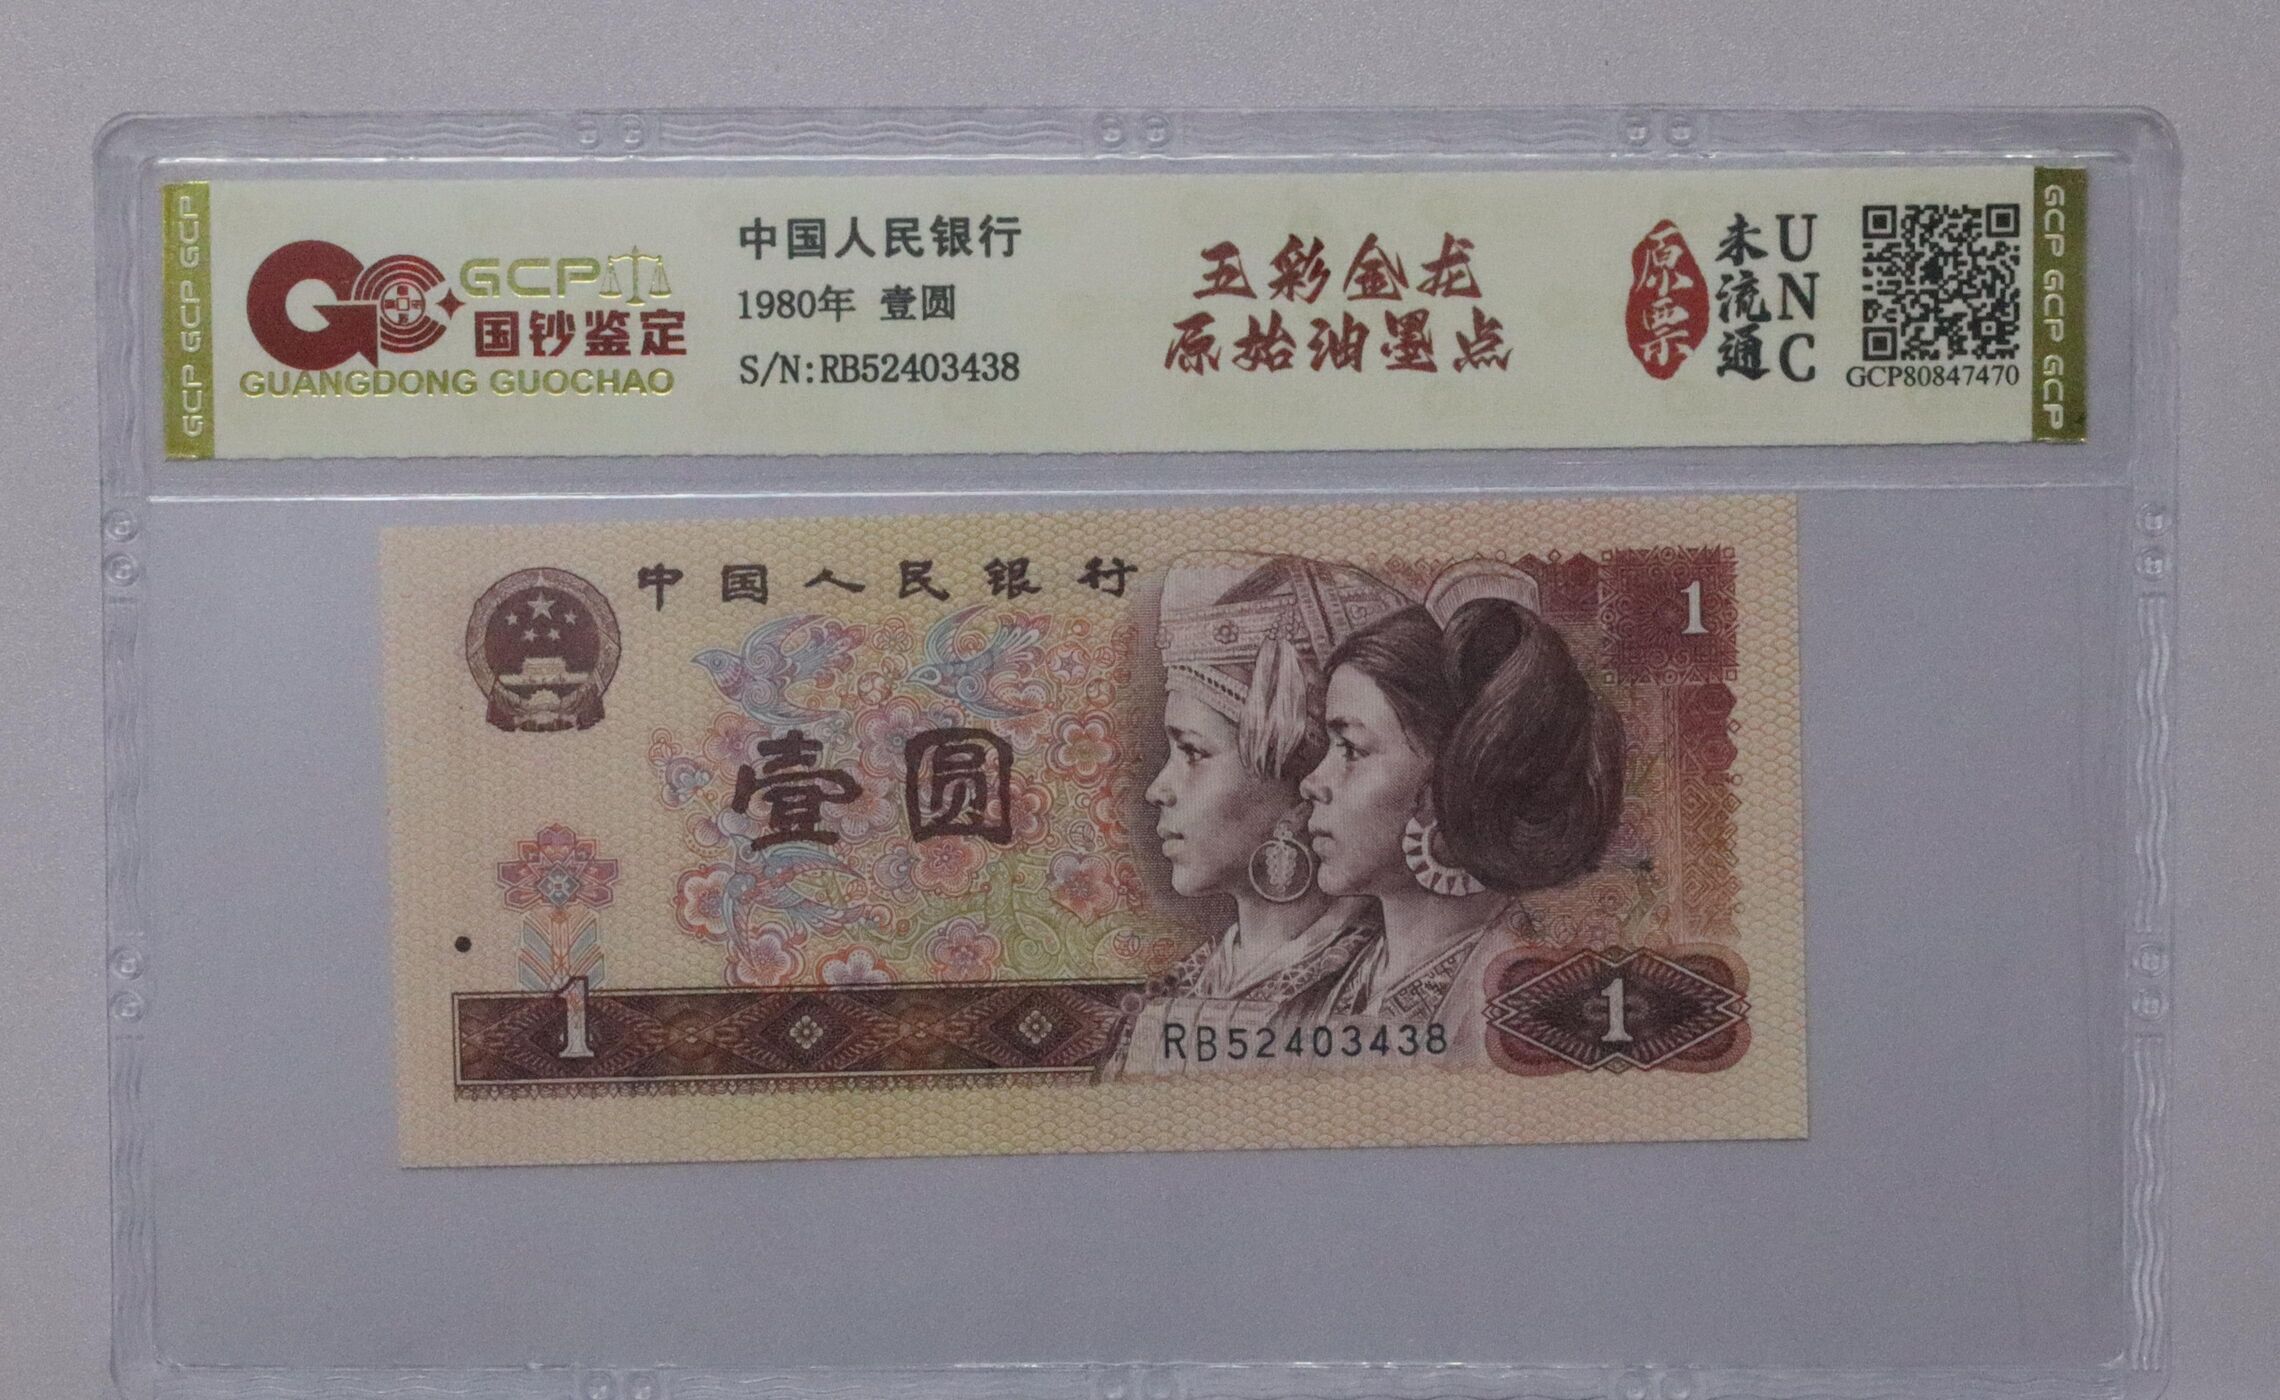 GCP GCP GCP
GCP
国钞鉴定
GUANGDONG GUOCHAO
中国人民银行
1980年 壹圆
S/N:RB52403438
五彩金龙
原始油墨点
原票
未流通
UNC
GCP80847470
GCP GCP GCP
中国人民银行
1
壹圆
1
RB52403438
1